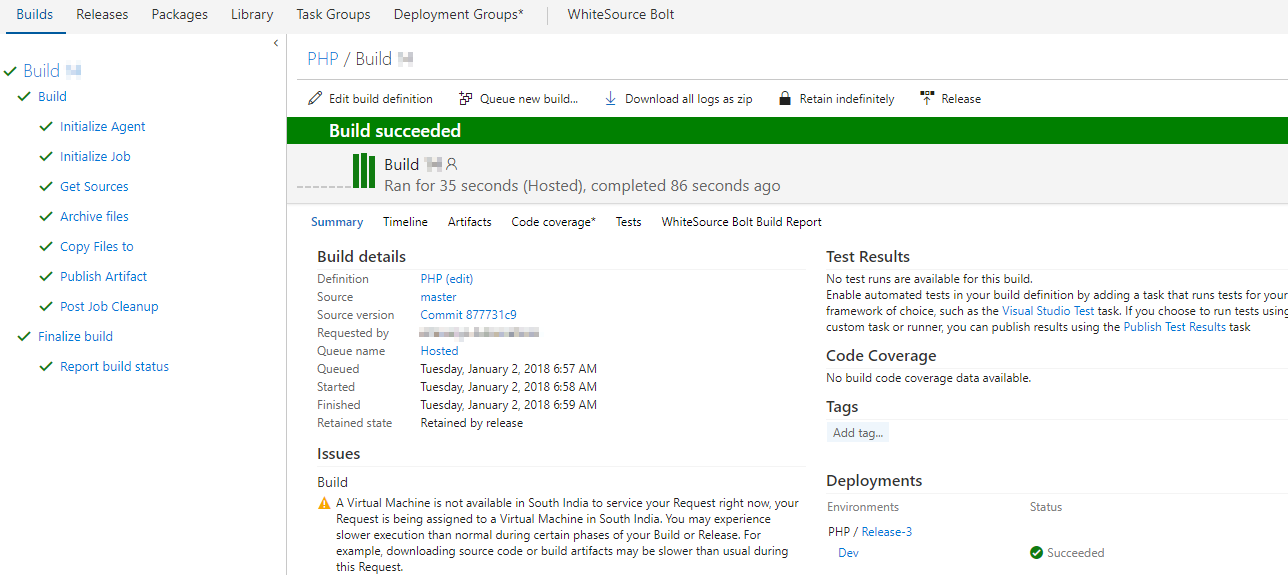 Builds Releases Packages Library Task Groups Deployment Groups* WhiteSource Bolt
Build
Build
Initialize Agent
Initialize Job
Get Sources
Archive files
Copy Files to
Publish Artifact
Post Job Cleanup
Finalize build
Report build status
PHP / Build
Edit build definition Queue new build... Download all logs as zip Retain indefinitely Release
Build succeeded
Build
Ran for 35 seconds (Hosted), completed 86 seconds ago
Summary Timeline Artifacts Code coverage* Tests WhiteSource Bolt Build Report
Build details
Definition PHP (edit)
Source master
Source version Commit 877731c9
Requested by
Queue name Hosted
Queued Tuesday, January 2, 2018 6:57 AM
Started Tuesday, January 2, 2018 6:58 AM
Finished Tuesday, January 2, 2018 6:59 AM
Retained state Retained by release
Issues
Build
A Virtual Machine is not available in South India to service your Request right now, your
Request is being assigned to a Virtual Machine in South India. You may experience
slower execution than normal during certain phases of your Build or Release. For
example, downloading source code or build artifacts may be slower than usual during
this Request.
Test Results
No test runs are available for this build.
Enable automated tests in your build definition by adding a task that runs tests for your
framework of choice, such as the Visual Studio Test task. If you choose to run tests using
custom task or runner, you can publish results using the Publish Test Results task
Code Coverage
No build code coverage data available.
Tags
Add tag...
Deployments
Environments Status
PHP / Release-3
Dev Succeeded